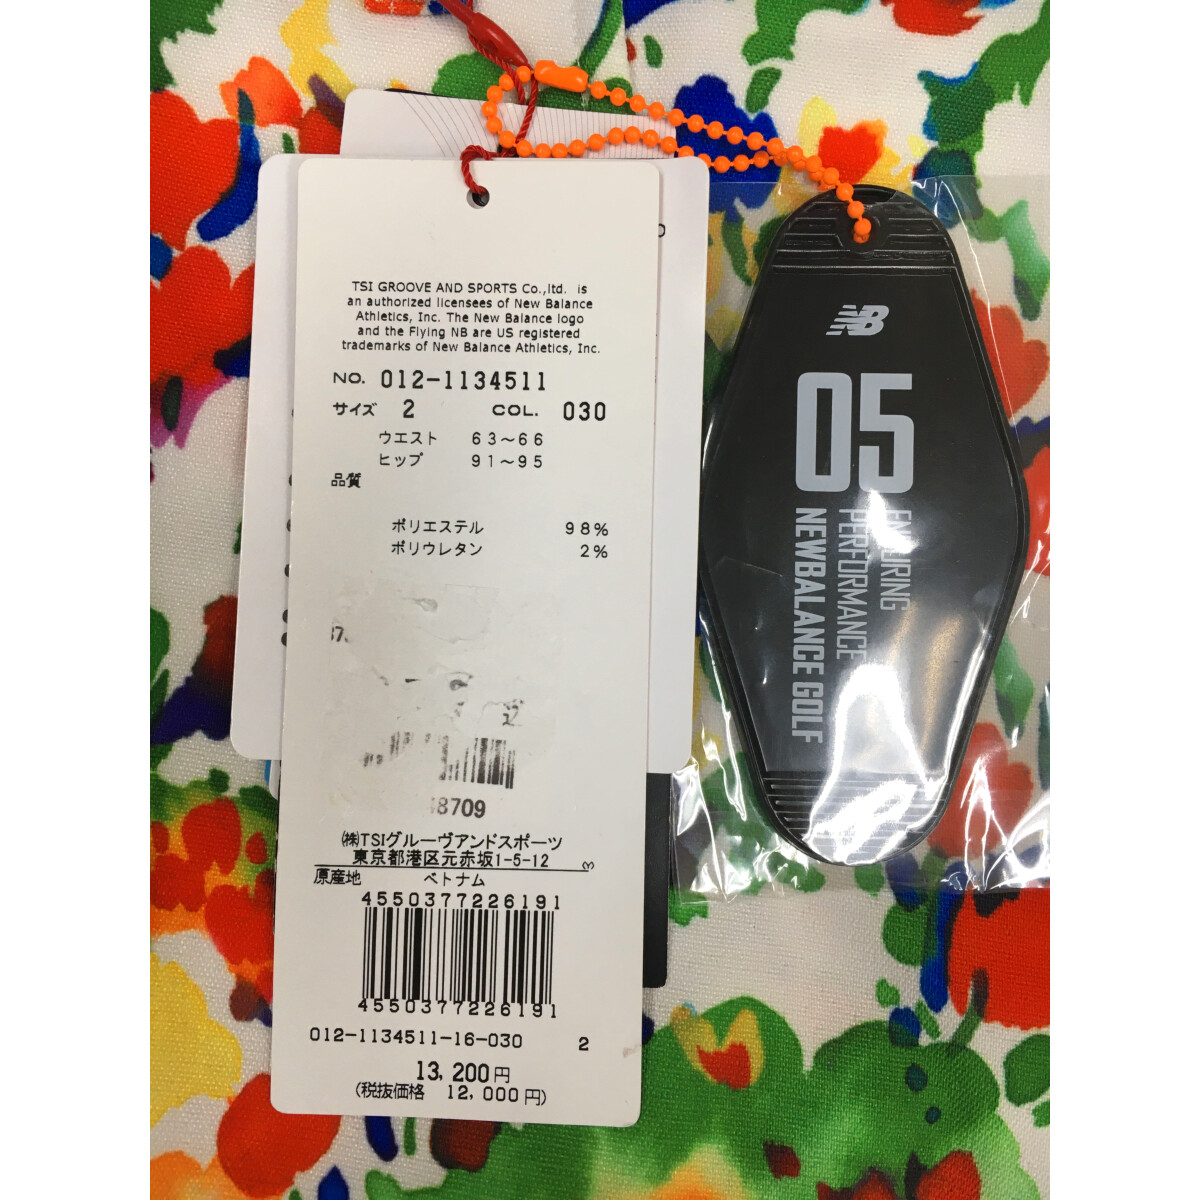 TSI GROOVE AND SPORTS Co.,ltd. is
an authorized licensees of New Balance
Athletics, Inc. The New Balance logo
and the Flying NB are US registered
trademarks of New Balance Athletics, Inc.
NO. 012-1134511
サイズ 2 COL. 030
ウエスト 63～66
ヒップ 91～95
品質
ポリエステル 98%
ポリウレタン 2%
8709
㈱TSIグルーヴアンドスポーツ
東京都港区元赤坂1-5-12
原産地 ベトナム
4550377226191
4550377226191
012-1134511-16-030 2
13,200円
(税抜価格 12,000円)
NB
05
ENDURING
PERFORMANCE
NEWBALANCE GOLF